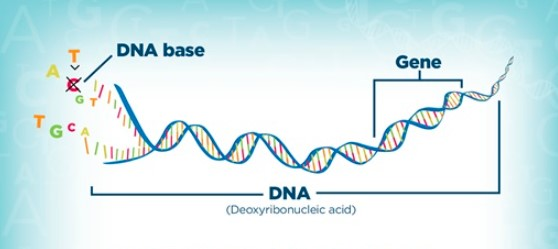 DNA base
Gene
T
A
C
G T
T G C A
DNA
(Deoxyribonucleic acid)